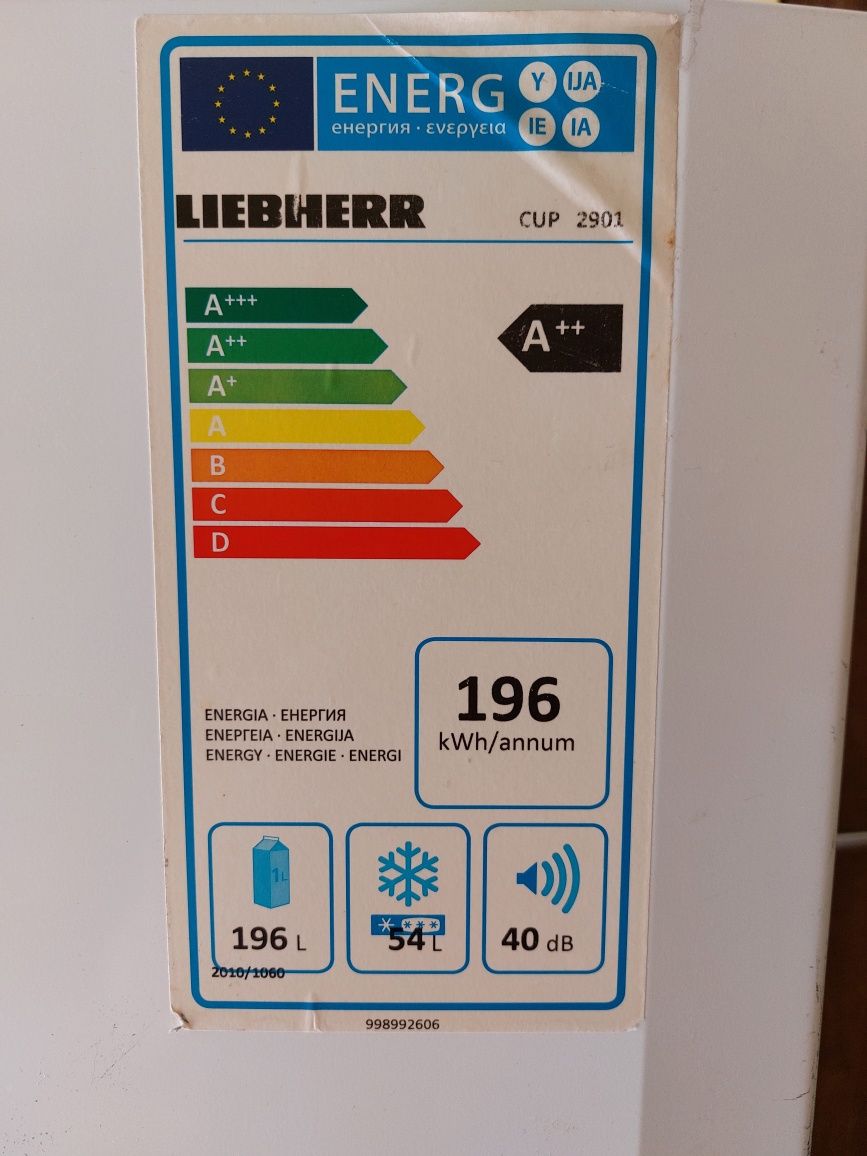 ENERG Y IJA
енергия · ενεργεια IE IA
LIEBHERR CUP 2901
A+++
A++
A++
A+
A
B
C
D
196
kWh/annum
ENERGIA · ЕНЕРГИЯ
ΕΝΕΡΓΕΙΑ · ENERGIJA
ENERGY · ENERGIE · ENERGI
1L
196 L
54 L
40 dB
2010/1060
998992606